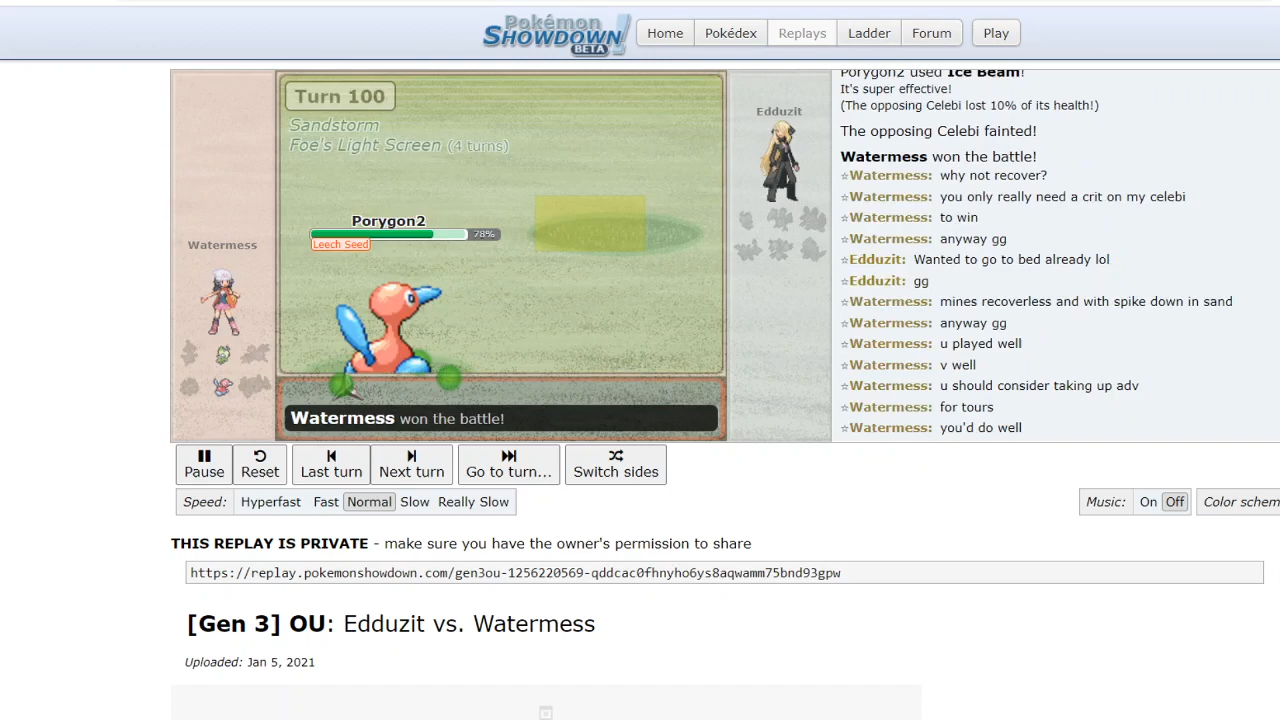 Pokémon
SHOWDOWN!
BETA
Home
Pokédex
Replays
Ladder
Forum
Play
Turn 100
Sandstorm
Foe's Light Screen (4 turns)
Watermess
Porygon2
78%
Leech Seed
Edduzit
Watermess won the battle!
Porygon2 used Ice Beam!
It's super effective!
(The opposing Celebi lost 10% of its health!)
The opposing Celebi fainted!
Watermess won the battle!
☆Watermess: why not recover?
☆Watermess: you only really need a crit on my celebi
☆Watermess: to win
☆Watermess: anyway gg
☆Edduzit: Wanted to go to bed already lol
☆Edduzit: gg
☆Watermess: mines recoverless and with spike down in sand
☆Watermess: anyway gg
☆Watermess: u played well
☆Watermess: v well
☆Watermess: u should consider taking up adv
☆Watermess: for tours
☆Watermess: you'd do well
Pause
Reset
Last turn
Next turn
Go to turn...
Switch sides
Speed: Hyperfast Fast Normal Slow Really Slow
Music: On Off
Color schem
THIS REPLAY IS PRIVATE - make sure you have the owner's permission to share
https://replay.pokemonshowdown.com/gen3ou-1256220569-qddcac0fhnyho6ys8aqwamm75bnd93gpw
[Gen 3] OU: Edduzit vs. Watermess
Uploaded: Jan 5, 2021